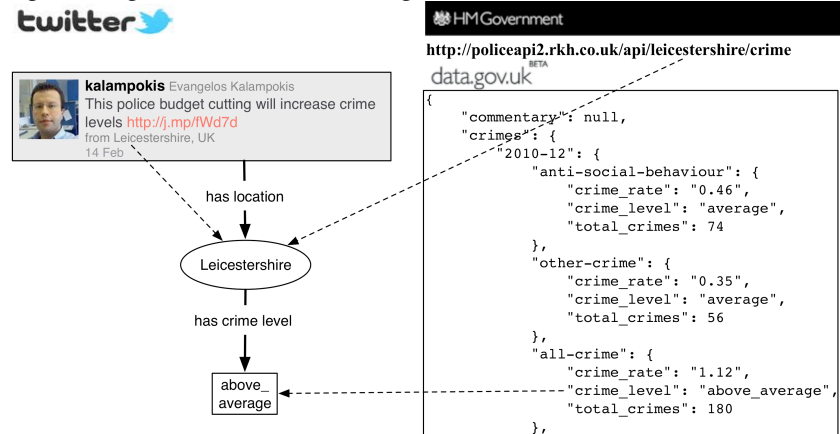 twitter
kalampokis Evangelos Kalampokis
This police budget cutting will increase crime
levels http://j.mp/fWd7d
from Leicestershire, UK
14 Feb
has location
Leicestershire
has crime level
above_
average
HM Government
http://policeapi2.rkh.co.uk/api/leicestershire/crime
data.gov.uk BETA
{
"commentary": null,
"crimes": {
"2010-12": {
"anti-social-behaviour": {
"crime_rate": "0.46",
"crime_level": "average",
"total_crimes": 74
},
"other-crime": {
"crime_rate": "0.35",
"crime_level": "average",
"total_crimes": 56
},
"all-crime": {
"crime_rate": "1.12",
"crime_level": "above_average",
"total_crimes": 180
},